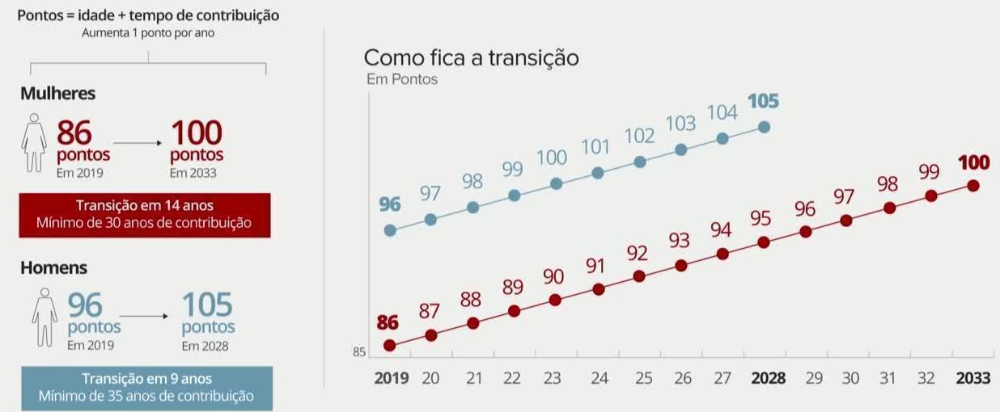 Pontos = idade + tempo de contribuição
Aumenta 1 ponto por ano
Mulheres
86
pontos
Em 2019
100
pontos
Em 2033
Transição em 14 anos
Mínimo de 30 anos de contribuição
Homens
96
pontos
Em 2019
105
pontos
Em 2028
Transição em 9 anos
Mínimo de 35 anos de contribuição
Como fica a transição
Em Pontos
96 97 98 99 100 101 102 103 104 105
86 87 88 89 90 91 92 93 94 95 96 97 98 99 100
85
2019 20 21 22 23 24 25 26 27 2028 29 30 31 32 2033